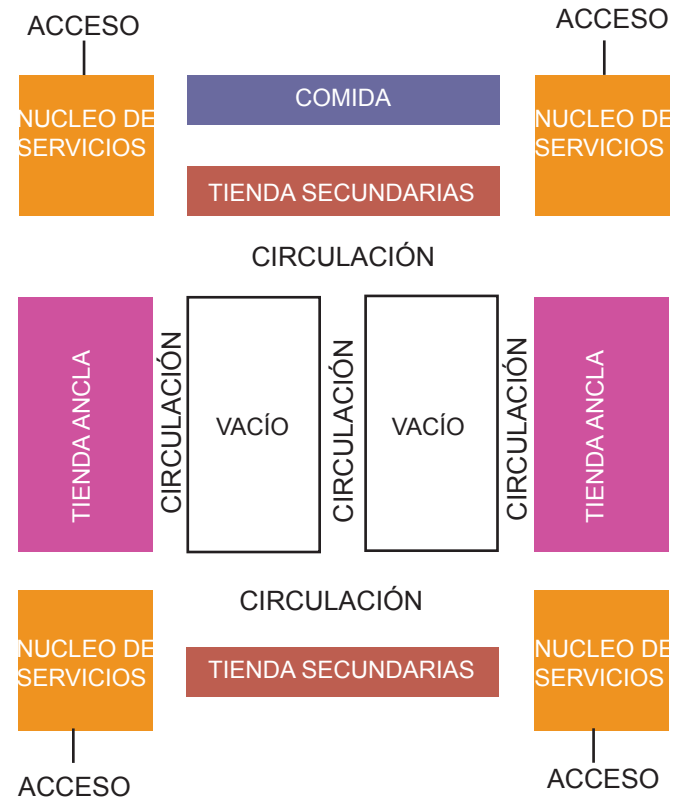 ACCESO
ACCESO
NUCLEO DE
SERVICIOS
COMIDA
NUCLEO DE
SERVICIOS
TIENDA SECUNDARIAS
CIRCULACIÓN
TIENDA ANCLA
CIRCULACIÓN
VACÍO
CIRCULACIÓN
VACÍO
CIRCULACIÓN
TIENDA ANCLA
CIRCULACIÓN
NUCLEO DE
SERVICIOS
TIENDA SECUNDARIAS
NUCLEO DE
SERVICIOS
ACCESO
ACCESO